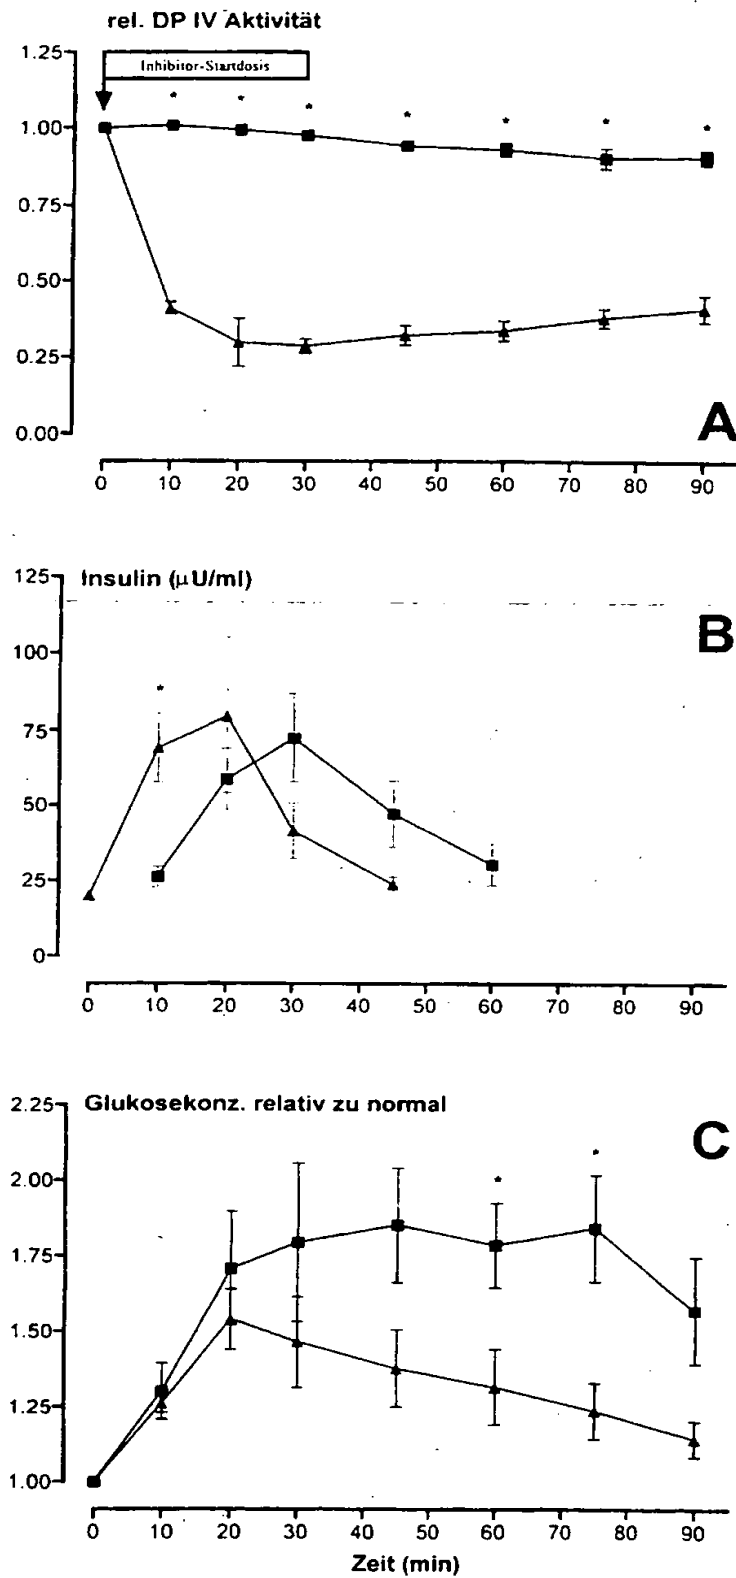 rel. DP IV Aktivität
1.25
Inhibitor-Startdosis
* * * * * * *
1.00
0.75
0.50
0.25
0.00
A
0 10 20 30 40 50 60 70 80 90
125 Insulin (µU/ml)
B
100
*
75
50
25
0
0 10 20 30 40 50 60 70 80 90
2.25 Glukosekonz. relativ zu normal
C
* *
2.00
1.75
1.50
1.25
1.00
0 10 20 30 40 50 60 70 80 90
Zeit (min)